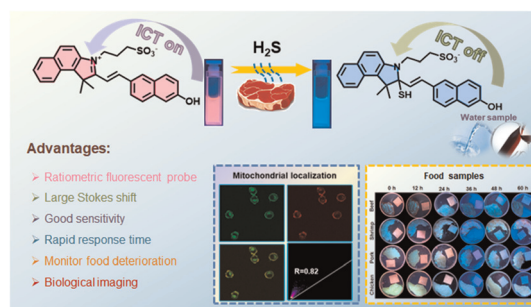 ICT on
H₂S
ICT off
N⁺
SO₃⁻
OH
N
SO₃⁻
SH
OH
Water sample
Advantages:
Ratiometric fluorescent probe
Large Stokes shift
Good sensitivity
Rapid response time
Monitor food deterioration
Biological imaging
Mitochondrial localization
R=0.82
Food samples
0 h 12 h 24 h 36 h 48 h 60 h
Beef
Shrimp
Pork
Chicken